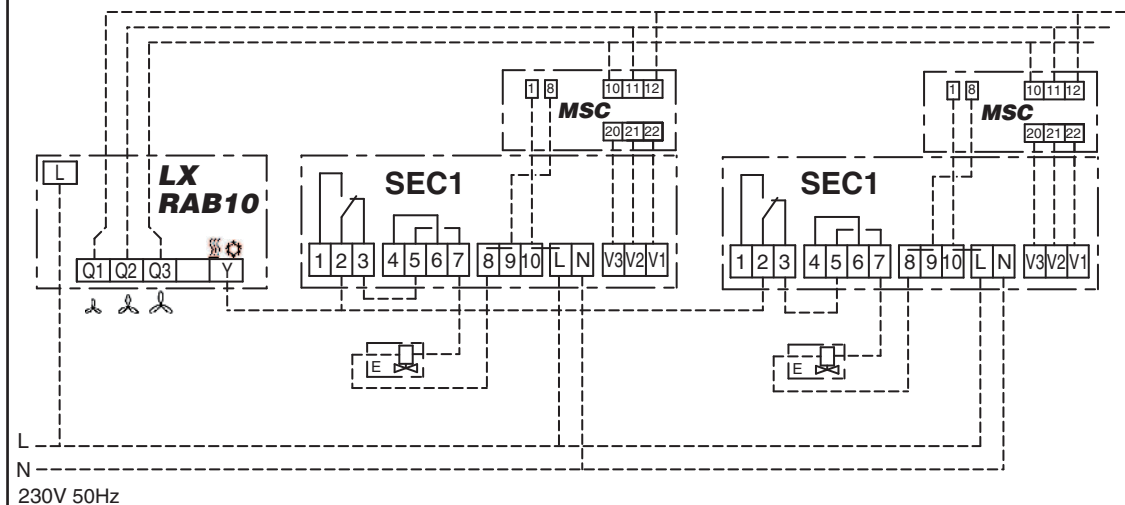 10 11 12
10 11 12
1 8
1 8
MSC
MSC
20 21 22
20 21 22
L
LX
RAB10
SEC1
SEC1
Q1 Q2 Q3 Y
1 2 3 4 5 6 7 8 9 10 L N V3 V2 V1
1 2 3 4 5 6 7 8 9 10 L N V3 V2 V1
E
E
L
N
230V 50Hz